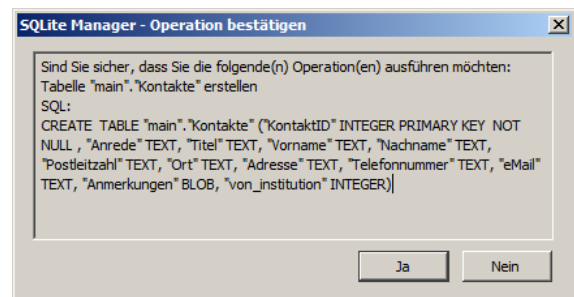 SQLite Manager - Operation bestätigen
Sind Sie sicher, dass Sie die folgende(n) Operation(en) ausführen möchten:
Tabelle "main"."Kontakte" erstellen
SQL:
CREATE  TABLE "main"."Kontakte" ("KontaktID" INTEGER PRIMARY KEY  NOT
NULL , "Anrede" TEXT, "Titel" TEXT, "Vorname" TEXT, "Nachname" TEXT,
"Postleitzahl" TEXT, "Ort" TEXT, "Adresse" TEXT, "Telefonnummer" TEXT, "eMail"
TEXT, "Anmerkungen" BLOB, "von_institution" INTEGER)
Ja
Nein